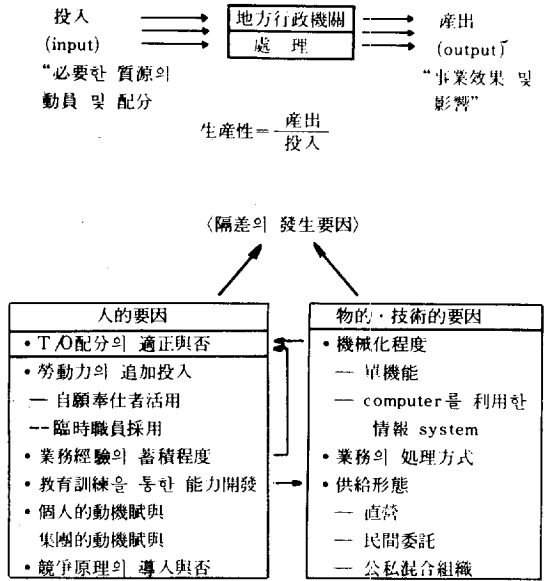 投入
(input)
“必要한 質源의
動員 및 配分
地方行政機關
處 理
産出
(output)
“事業效果 및
影響”
生産性=産出
投入
〈隔差의 發生要因〉
人的要因
• T/O配分의 適正與否
• 勞動力의 追加投入
— 自願奉仕者活用
-- 臨時職員採用
• 業務經驗의 蓄積程度
• 教育訓練을 통한 能力開發
• 個人的動機賦與
集團的動機賦與
• 競爭原理의 導入與否
物的·技術的要因
• 機械化程度
— 單機能
— computer를 利用한
情報 system
• 業務의 処理方式
• 供給形態
— 直營
— 民間委託
— 公私混合組織